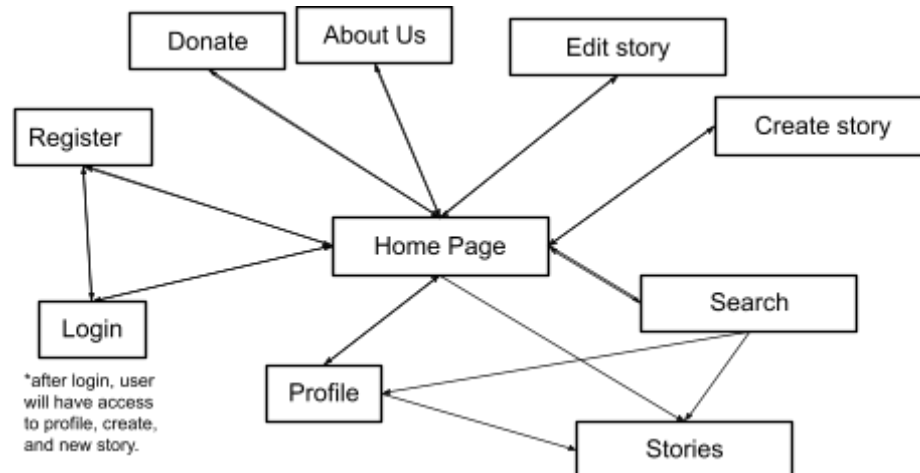 Donate
About Us
Edit story
Create story
Register
Home Page
Search
Login
*after login, user
will have access
to profile, create,
and new story.
Profile
Stories